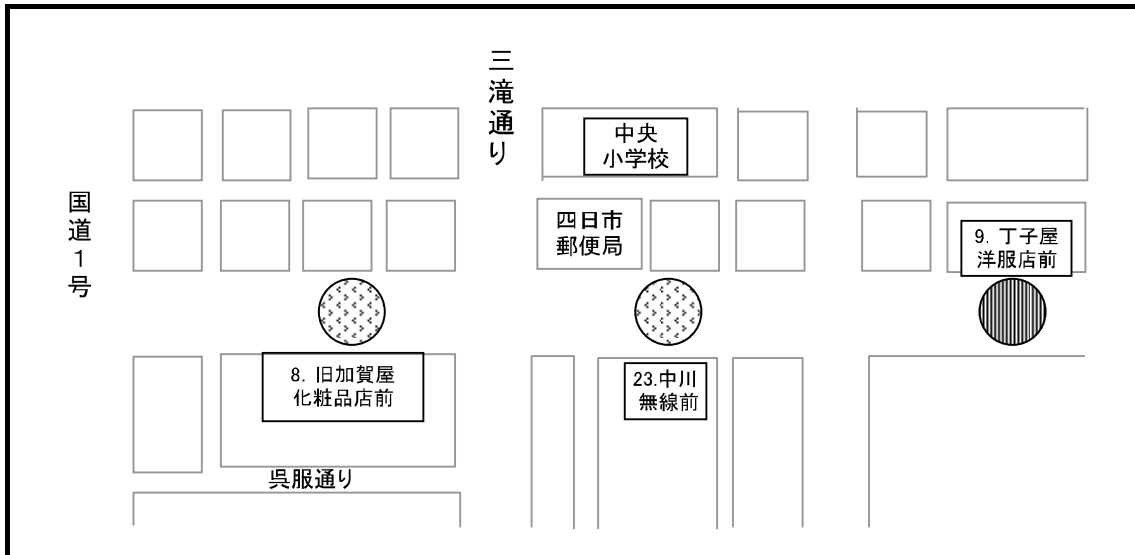 三滝通り
中央
小学校
国道1号
四日市
郵便局
9. 丁子屋
洋服店前
8. 旧加賀屋
化粧品店前
23.中川
無線前
呉服通り